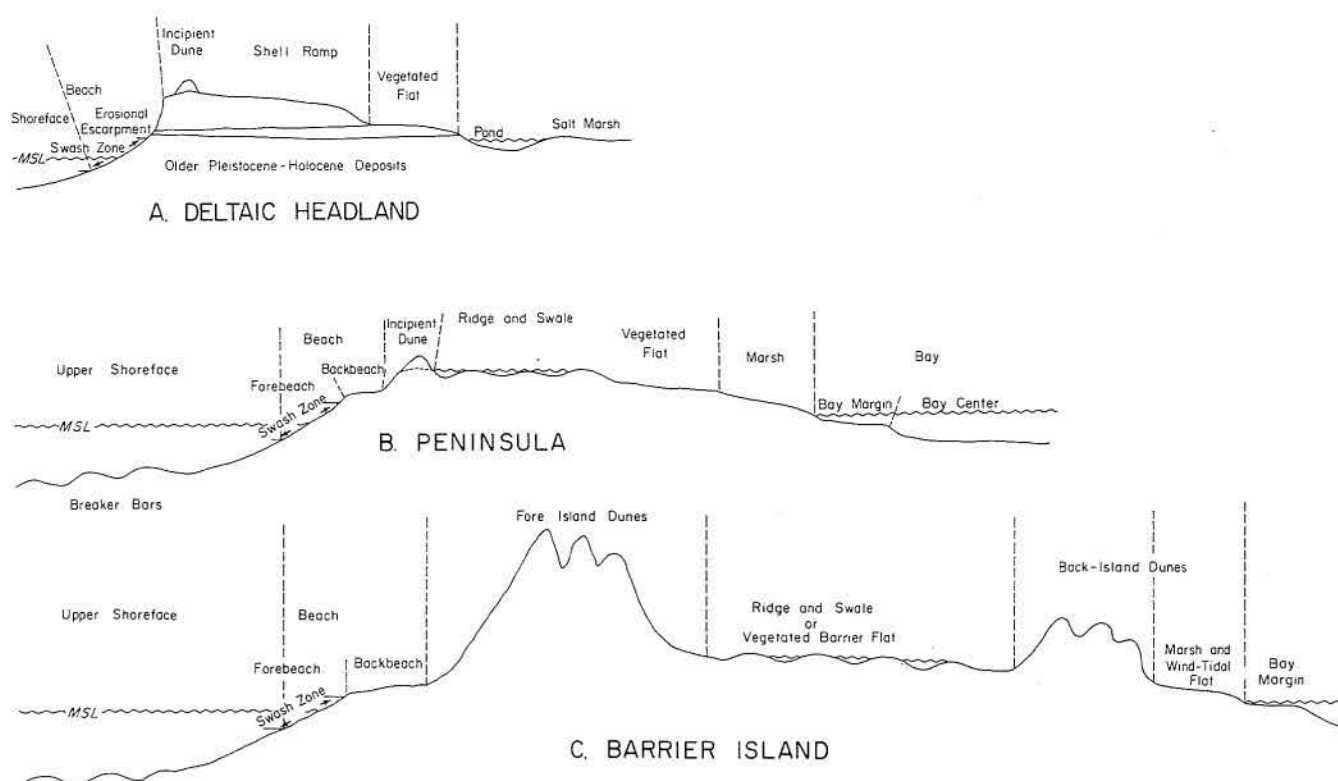 Incipient
Dune
Shell Ramp
Vegetated
Flat
Beach
Shoreface
Erosional
Escarpment
Swash Zone
MSL
Pond
Salt Marsh
Older Pleistocene-Holocene Deposits
A. DELTAIC HEADLAND
Upper Shoreface
Beach
Incipient
Dune
Ridge and Swale
Vegetated
Flat
Marsh
Bay
Backbeach
Forebeach
Swash Zone
MSL
Bay Margin
Bay Center
B. PENINSULA
Breaker Bars
Fore Island Dunes
Upper Shoreface
Beach
Back-Island Dunes
Ridge and Swale
or
Vegetated Barrier Flat
Forebeach
Backbeach
Marsh and
Wind-Tidal
Flat
Bay
Margin
Swash Zone
MSL
C. BARRIER ISLAND